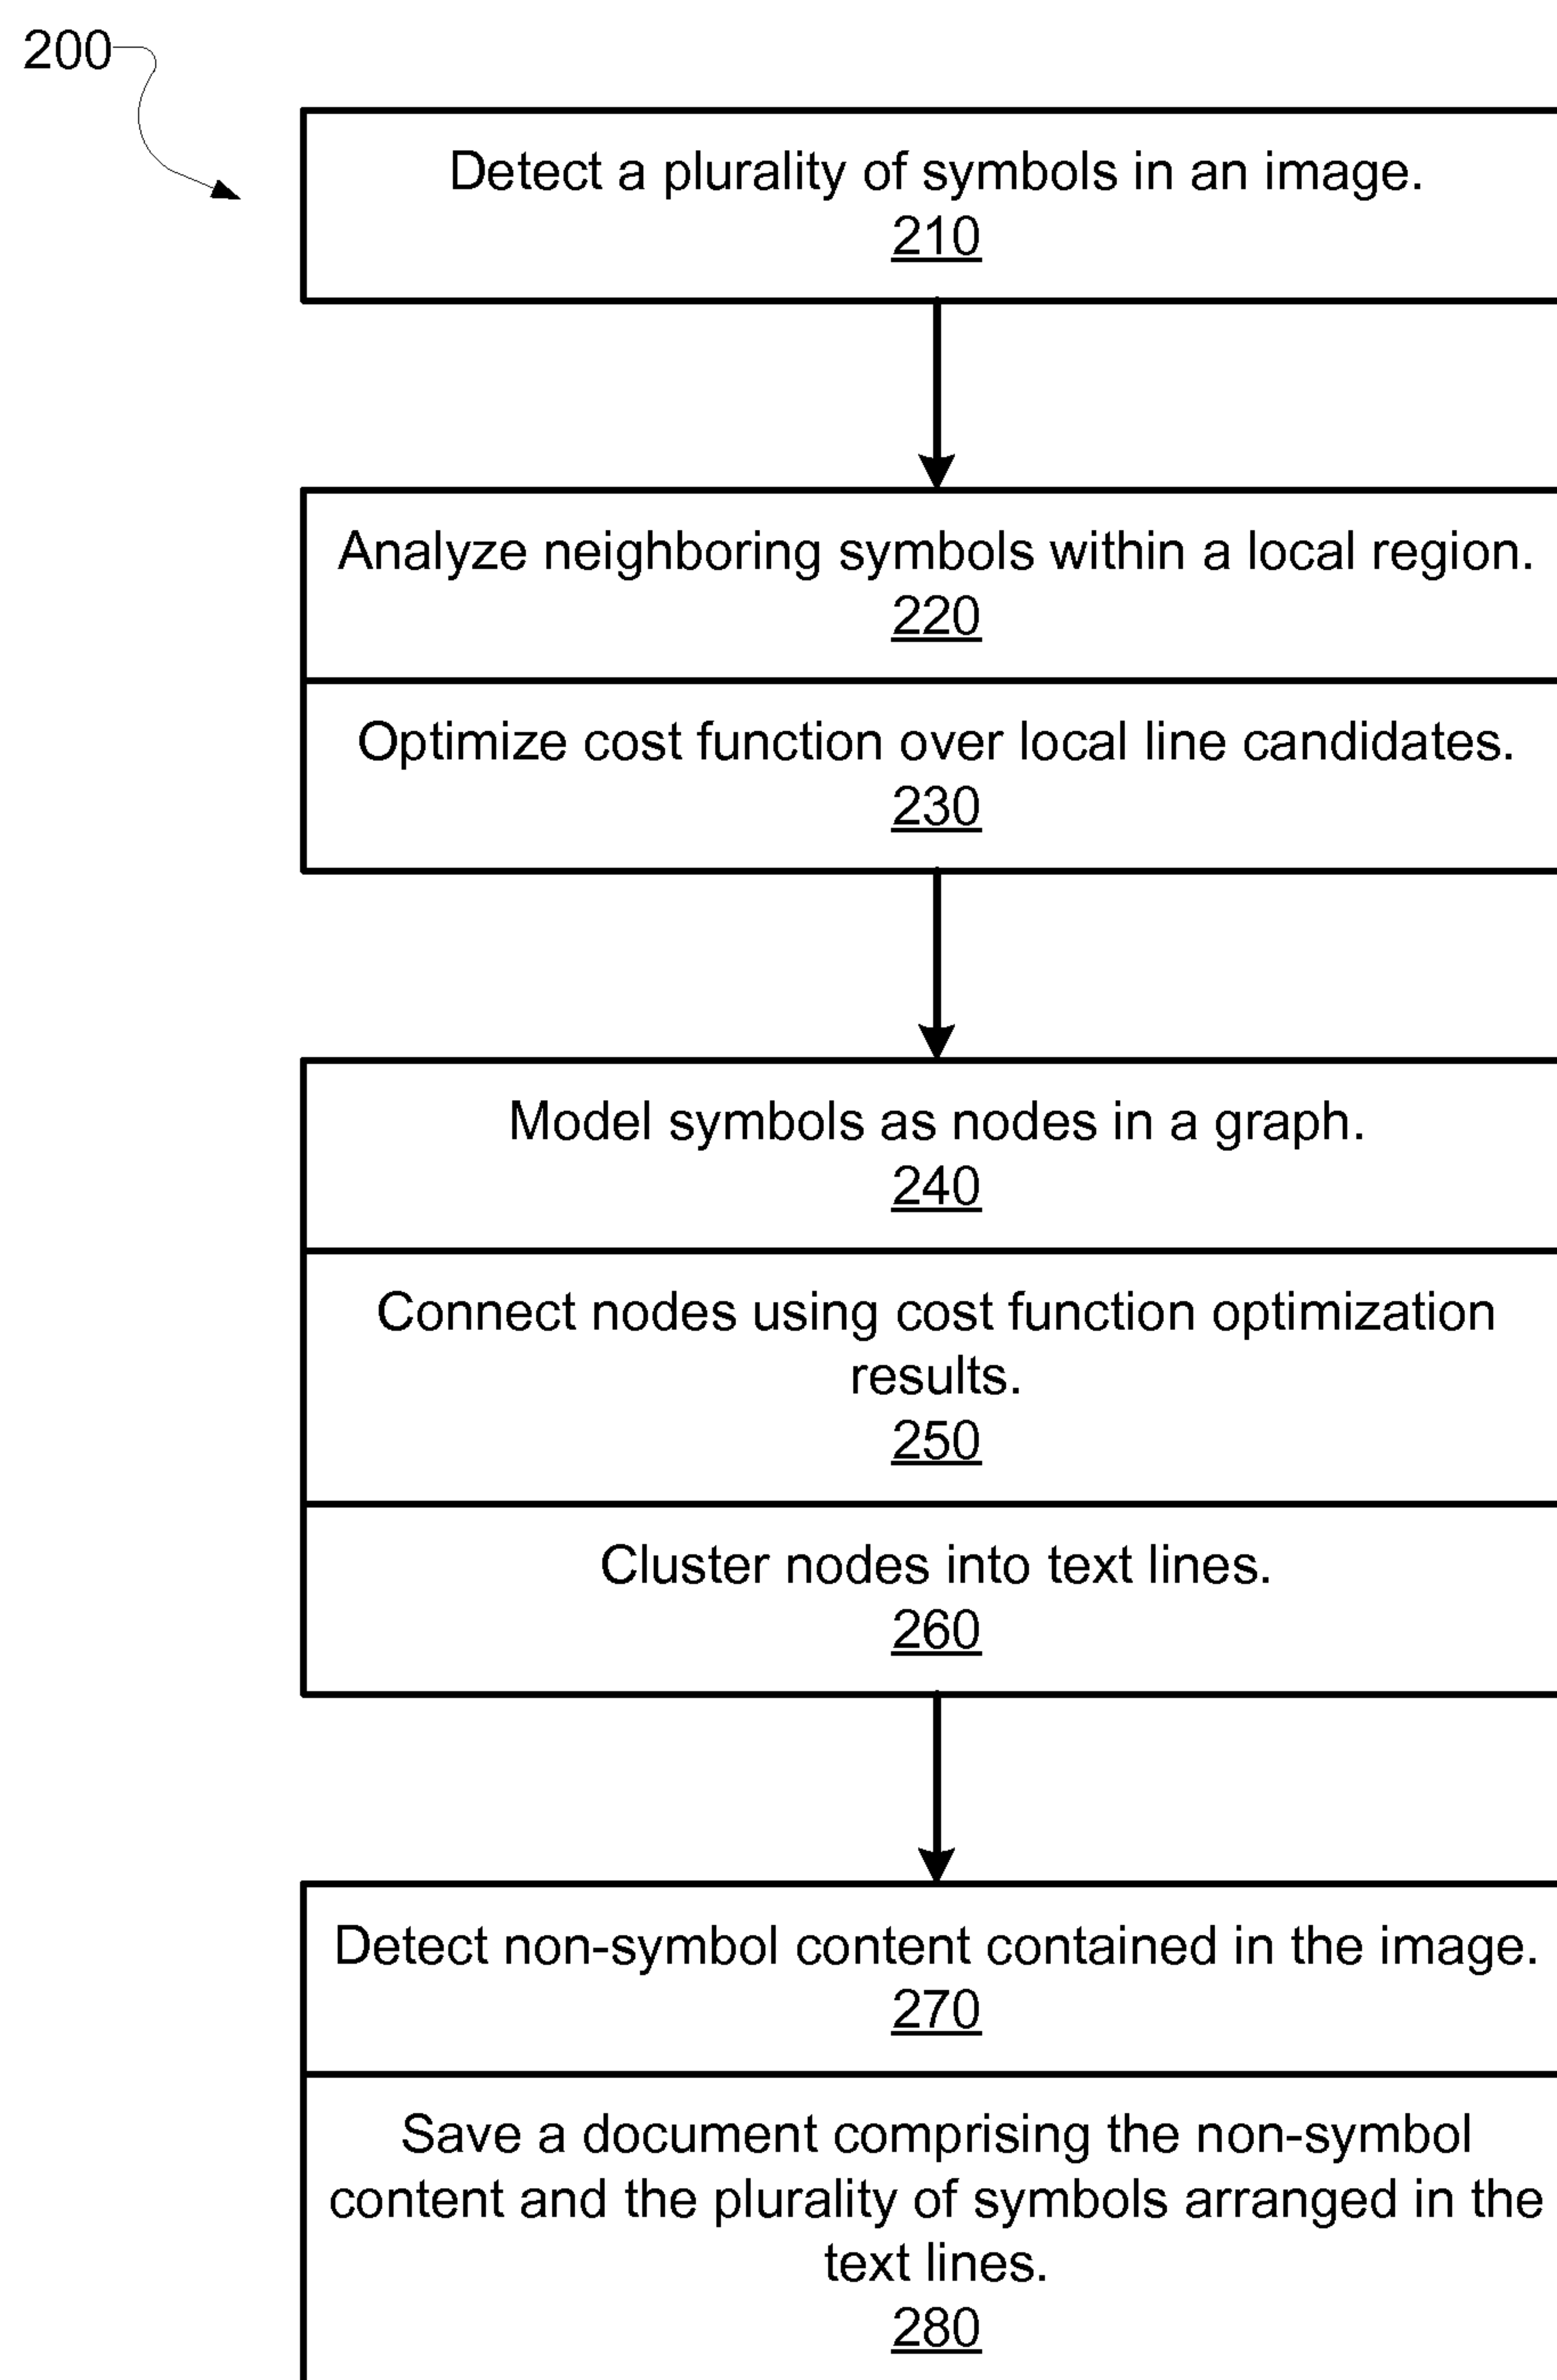 200
Detect a plurality of symbols in an image.
210
Analyze neighboring symbols within a local region.
220
Optimize cost function over local line candidates.
230
Model symbols as nodes in a graph.
240
Connect nodes using cost function optimization
results.
250
Cluster nodes into text lines.
260
Detect non-symbol content contained in the image.
270
Save a document comprising the non-symbol
content and the plurality of symbols arranged in the
text lines.
280